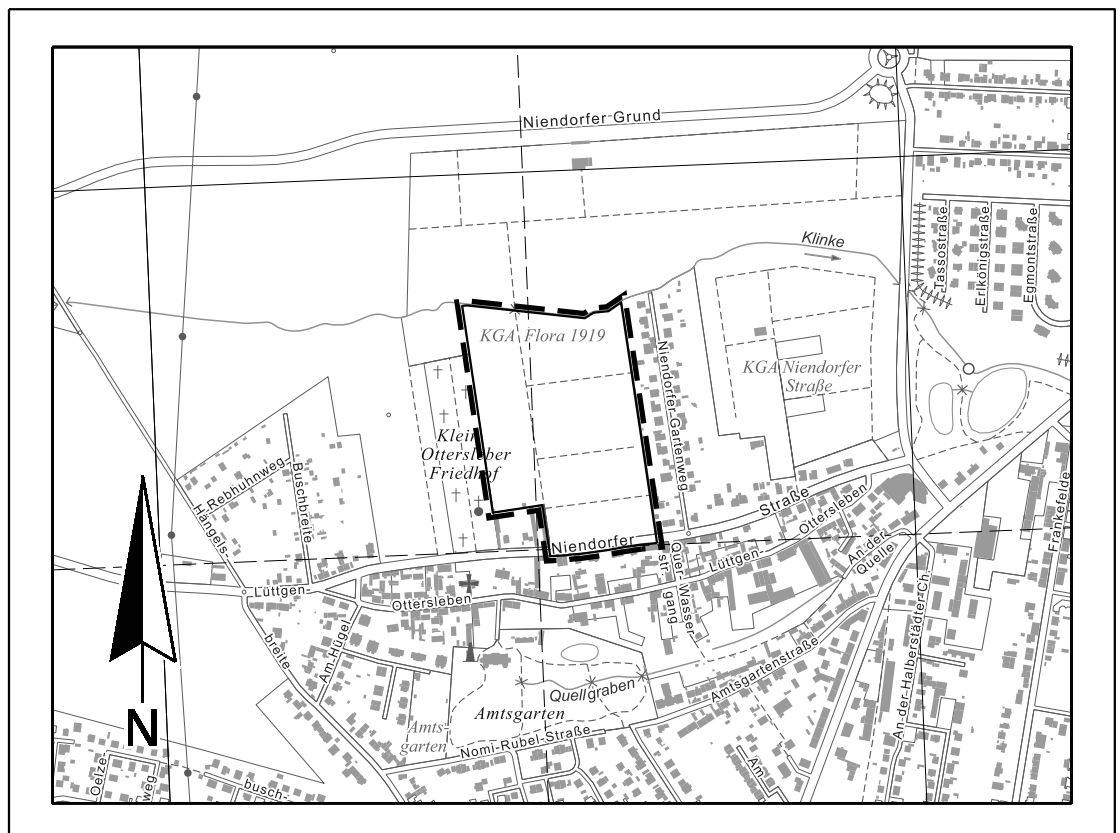 Niendorfer Grund
Klinke
Tassostraße
Erlkönigstraße
Egmontstraße
KGA Flora 1919
Niendorfer Gartenweg
KGA Niendorfer
Straße
Klein
Ottersleber
Friedhof
Rebhuhnweg
Buschbreite
Hängels-
breite
Niendorfer
Straße
Lüttgen-
Ottersleben
Lüttgen-
Ottersleben
An-der-
Quelle
Frankefelde
Quer-
str.
Wasser-
gang
Am-Hügel
Amtsgartenstraße
An-der-Halberstädter-Ch.
Quellgraben
Amtsgarten
Amts-
garten
Nomi-Rubel-Straße
N
Oelze-
weg
busch-
Am